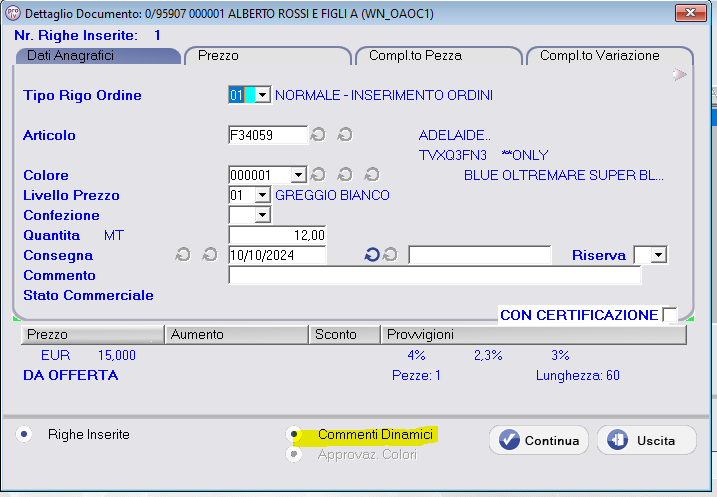 Dettaglio Documento: 0/95907 000001 ALBERTO ROSSI E FIGLI A (WN_OAOC1)
Nr. Righe Inserite: 1
Dati Anagrafici Prezzo Compl.to Pezza Compl.to Variazione
Tipo Rigo Ordine 01 NORMALE - INSERIMENTO ORDINI
Articolo F34059 ADELAIDE..
TVXQ3FN3 **ONLY
Colore 000001 BLUE OLTREMARE SUPER BL...
Livello Prezzo 01 GREGGIO BIANCO
Confezione
Quantita MT 12,00
Consegna 10/10/2024 Riserva
Commento
Stato Commerciale
CON CERTIFICAZIONE
Prezzo Aumento Sconto Provvigioni
EUR 15,000 4% 2,3% 3%
DA OFFERTA Pezze: 1 Lunghezza: 60
Righe Inserite Commenti Dinamici Continua Uscita
Approvaz. Colori